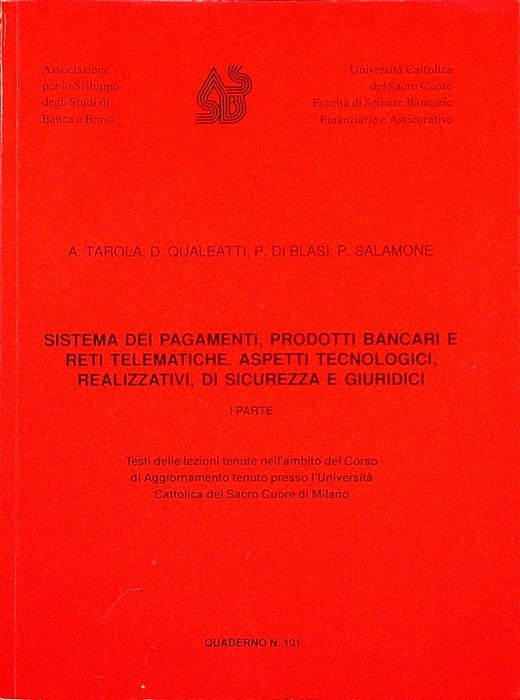 Associazione
per lo Sviluppo
degli Studi di
Banca e Borsa
ASSBB
Università Cattolica
del Sacro Cuore
Facoltà di Scienze Bancarie
Finanziarie e Assicurative
A. TAROLA, D. QUALEATTI, P. DI BLASI, P. SALAMONE
SISTEMA DEI PAGAMENTI, PRODOTTI BANCARI E
RETI TELEMATICHE. ASPETTI TECNOLOGICI,
REALIZZATIVI, DI SICUREZZA E GIURIDICI
I PARTE
Testi delle lezioni tenute nell'ambito del Corso
di Aggiornamento tenuto presso l'Università
Cattolica del Sacro Cuore di Milano
QUADERNO N. 101